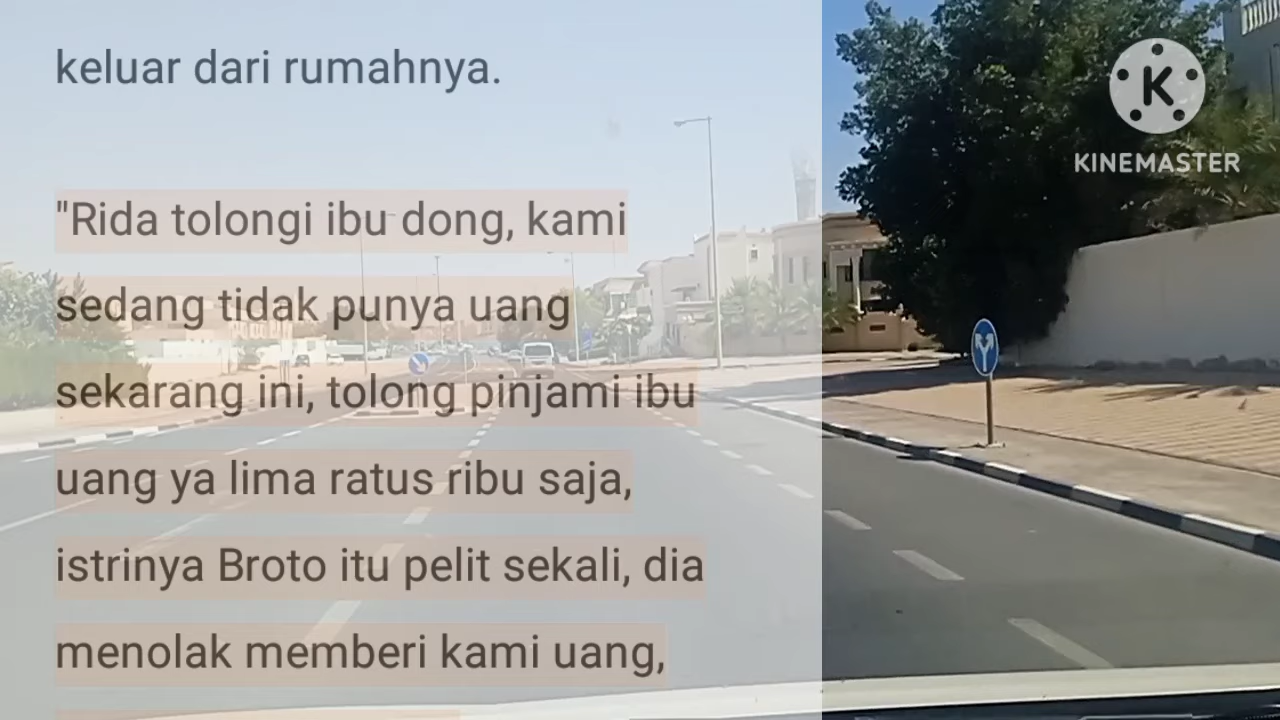 keluar dari rumahnya.
"Rida tolongi ibu dong, kami
sedang tidak punya uang
sekarang ini, tolong pinjami ibu
uang ya lima ratus ribu saja,
istrinya Broto itu pelit sekali, dia
menolak memberi kami uang,
K
KINEMASTER